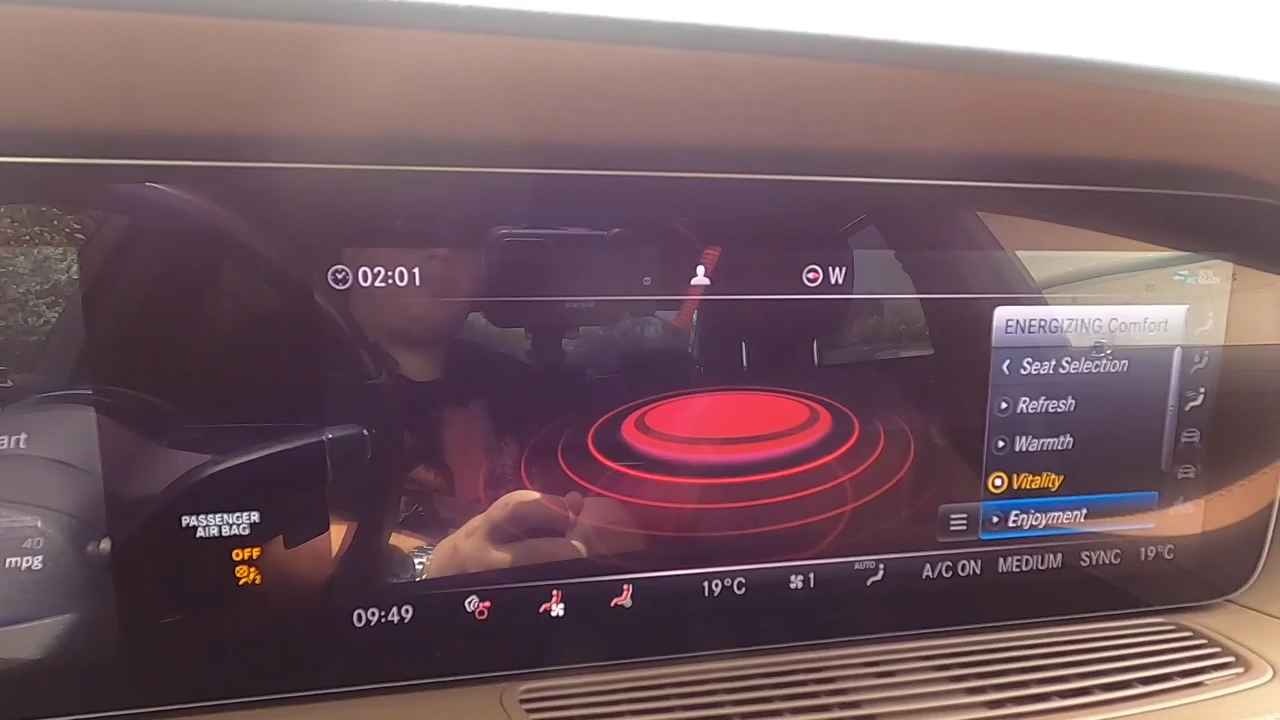 02:01
W
ENERGIZING Comfort
Seat Selection
Refresh
Warmth
Vitality
Enjoyment
art
40
mpg
PASSENGER
AIR BAG
OFF
09:49
19°C
1
AUTO
A/C ON
MEDIUM
SYNC
19°C